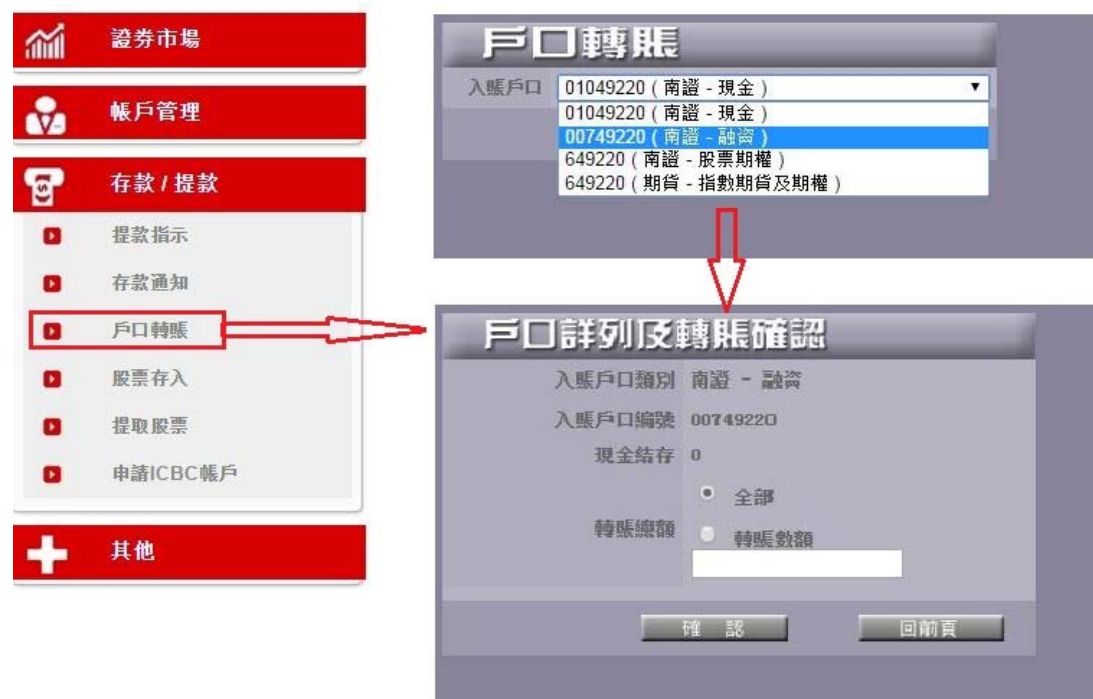 證券市場
帳戶管理
存款 / 提款
提款指示
存款通知
戶口轉賬
股票存入
提取股票
申請ICBC帳戶
其他
戶口轉賬
入賬戶口 01049220 ( 南證 - 現金 )
01049220 ( 南證 - 現金 )
00749220 ( 南證 - 融資 )
649220 ( 南證 - 股票期權 )
649220 ( 期貨 - 指數期貨及期權 )
戶口詳列及轉賬確認
入賬戶口類別 南證 - 融資
入賬戶口編號 00749220
現金結存 0
全部
轉賬總額
轉賬數額
確 認 回前頁